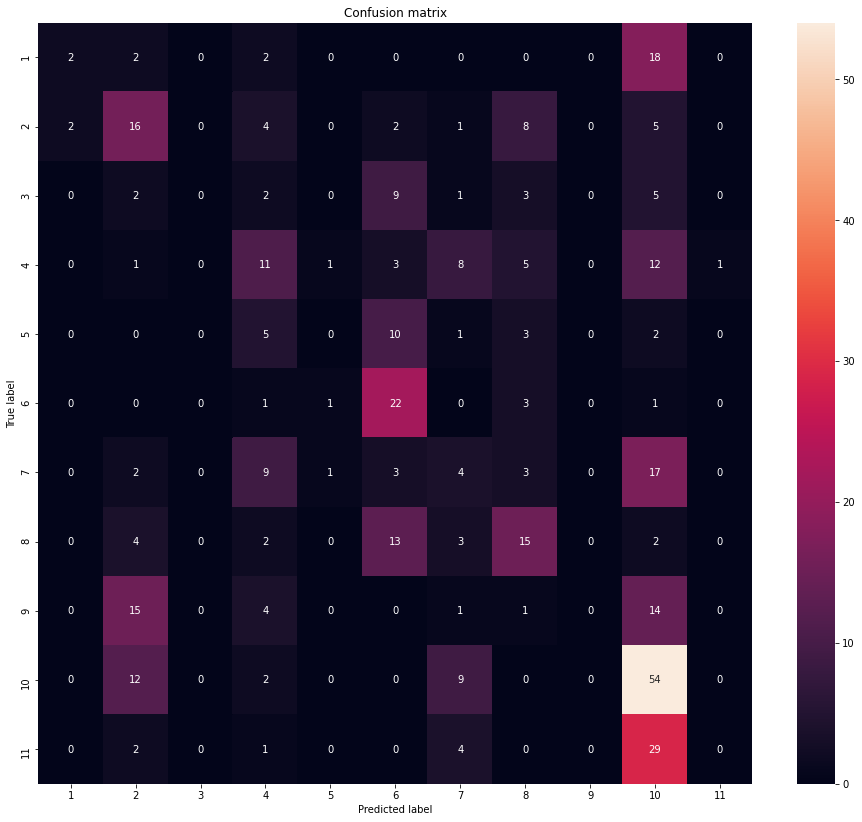 Confusion matrix
1 2 2 0 2 0 0 0 0 0 18 0
2 2 16 0 4 0 2 1 8 0 5 0
3 0 2 0 2 0 9 1 3 0 5 0
4 0 1 0 11 1 3 8 5 0 12 1
5 0 0 0 5 0 10 1 3 0 2 0
6 0 0 0 1 1 22 0 3 0 1 0
7 0 2 0 9 1 3 4 3 0 17 0
8 0 4 0 2 0 13 3 15 0 2 0
9 0 15 0 4 0 0 1 1 0 14 0
10 0 12 0 2 0 0 9 0 0 54 0
11 0 2 0 1 0 0 4 0 0 29 0
1 2 3 4 5 6 7 8 9 10 11
True label
Predicted label
50
40
30
20
10
0